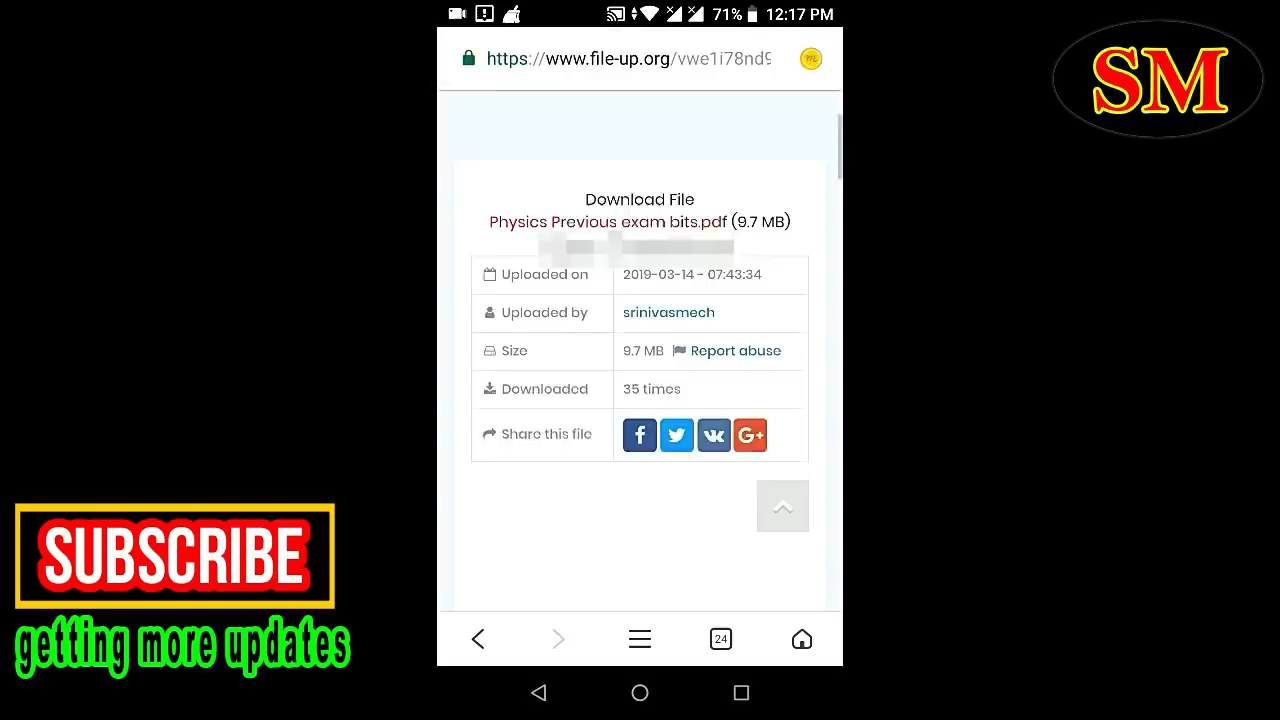 71% 12:17 PM
https://www.file-up.org/vwe1i78nd9
SM
Download File
Physics Previous exam bits.pdf (9.7 MB)
Uploaded on 2019-03-14 - 07:43:34
Uploaded by srinivasmech
Size 9.7 MB Report abuse
Downloaded 35 times
Share this file f G+
SUBSCRIBE
getting more updates
24